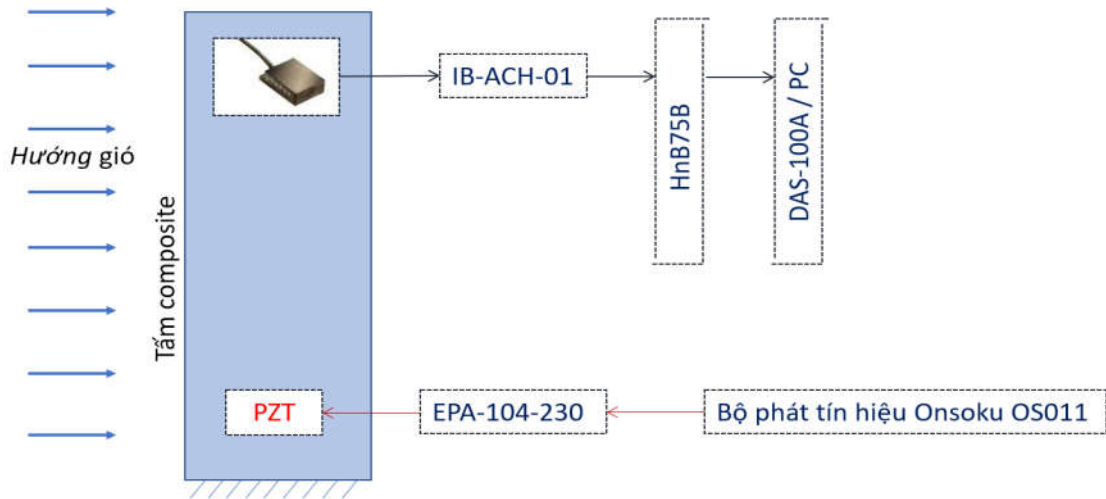 IB-ACH-01
HnB75B
DAS-100A / PC
Hướng gió
Tấm composite
PZT
EPA-104-230
Bộ phát tín hiệu Onsoku OS011